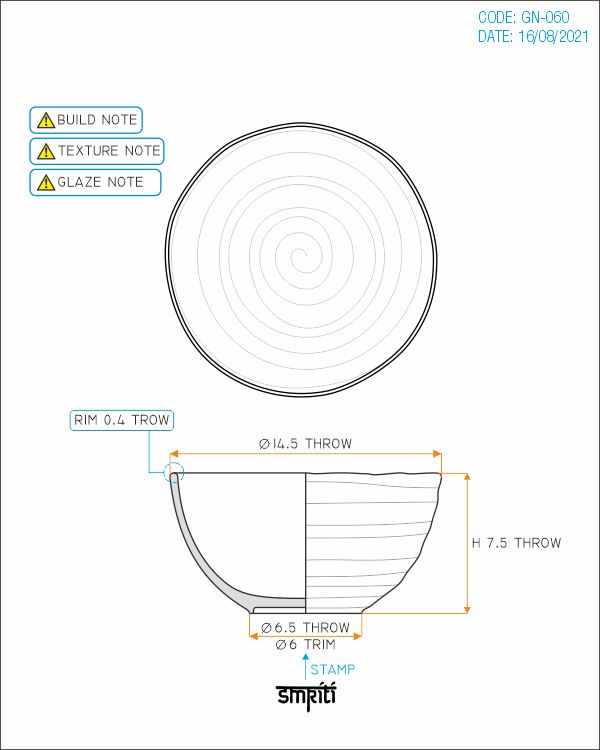 CODE: GN-060
DATE: 16/08/2021
BUILD NOTE
TEXTURE NOTE
GLAZE NOTE
RIM 0.4 TROW
Ø14.5 THROW
H 7.5 THROW
Ø6.5 THROW
Ø6 TRIM
STAMP
smriti